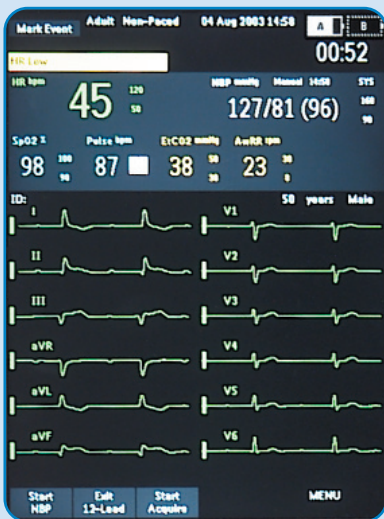 Mark Event Adult Non-Paced 04 Aug 2003 14:58 A B
00:52
HR Low
HR bpm NBP mmHg Manual 14:58 SYS
45 120 50 127/81 (96) 160 90
SpO2 % Pulse bpm EtCO2 mmHg AwRR rpm
98 100 90 87 38 50 30 23 30 8
ID: 50 years Male
I V1
II V2
III V3
aVR V4
aVL V5
aVF V6
Start NBP Exit 12-Lead Start Acquire MENU